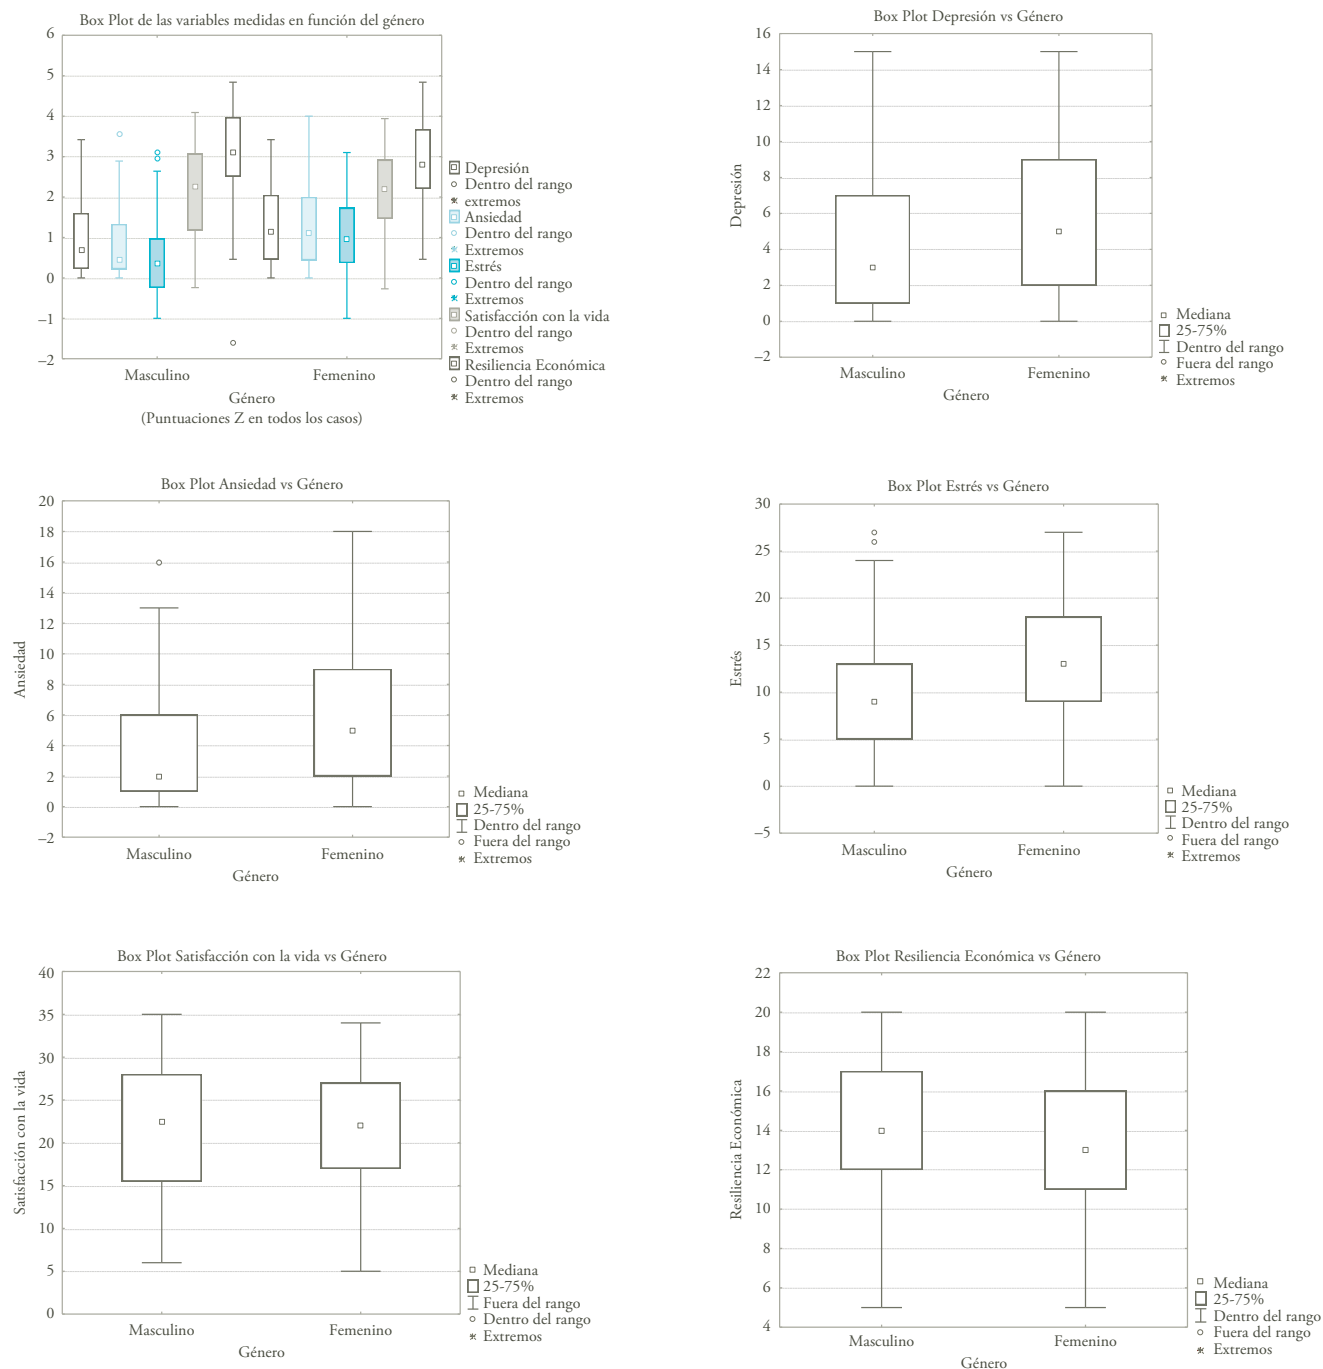 Box Plot de las variables medidas en función del género
6
5
4
3
2
1
0
−1
−2
Masculino
Femenino
Género
(Puntuaciones Z en todos los casos)
Depresión
Dentro del rango
extremos
Ansiedad
Dentro del rango
Extremos
Estrés
Dentro del rango
Extremos
Satisfacción con la vida
Dentro del rango
Extremos
Resiliencia Económica
Dentro del rango
Extremos
Box Plot Depresión vs Género
Depresión
16
14
12
10
8
6
4
2
0
−2
Masculino
Femenino
Género
Mediana
25-75%
Dentro del rango
Fuera del rango
Extremos
Box Plot Ansiedad vs Género
Ansiedad
20
18
16
14
12
10
8
6
4
2
0
−2
Masculino
Femenino
Género
Mediana
25-75%
Dentro del rango
Fuera del rango
Extremos
Box Plot Estrés vs Género
Estrés
30
25
20
15
10
5
0
−5
Masculino
Femenino
Género
Mediana
25-75%
Dentro del rango
Fuera del rango
Extremos
Box Plot Satisfacción con la vida vs Género
Satisfacción con la vida
40
35
30
25
20
15
10
5
0
Masculino
Femenino
Género
Mediana
25-75%
Fuera del rango
Dentro del rango
Extremos
Box Plot Resiliencia Económica vs Género
Resiliencia Económica
22
20
18
16
14
12
10
8
6
4
Masculino
Femenino
Género
Mediana
25-75%
Dentro del rango
Fuera del rango
Extremos